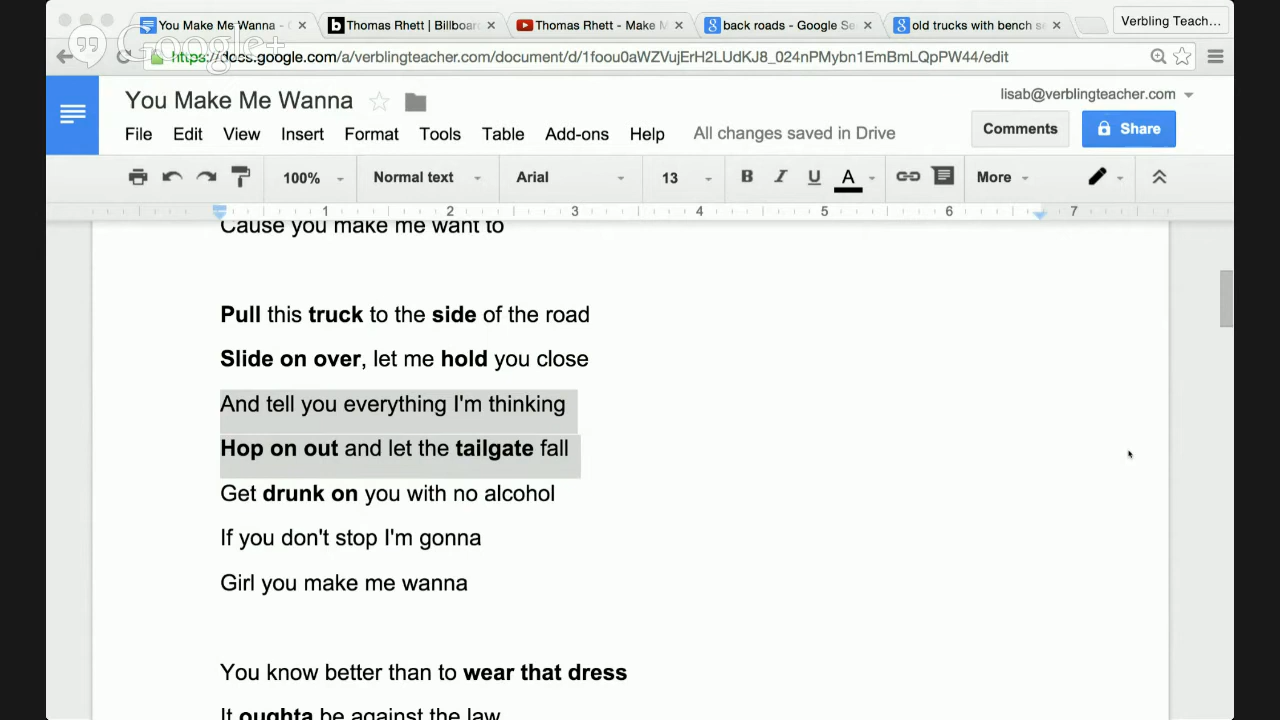 You Make Me Wanna -
Thomas Rhett | Billboar
Thomas Rhett - Make M
back roads - Google Se
old trucks with bench se
Verbling Teach...
Google+
https://docs.google.com/a/verblingteacher.com/document/d/1foou0aWZVujErH2LUdKJ8_024nPMybn1EmBmLQpPW44/edit
You Make Me Wanna
lisab@verblingteacher.com
File Edit View Insert Format Tools Table Add-ons Help All changes saved in Drive
Comments
Share
100% Normal text Arial 13 B I U A More
1 2 3 4 5 6 7
Cause you make me want to
Pull this truck to the side of the road
Slide on over, let me hold you close
And tell you everything I'm thinking
Hop on out and let the tailgate fall
Get drunk on you with no alcohol
If you don't stop I'm gonna
Girl you make me wanna
You know better than to wear that dress
It oughta be against the law